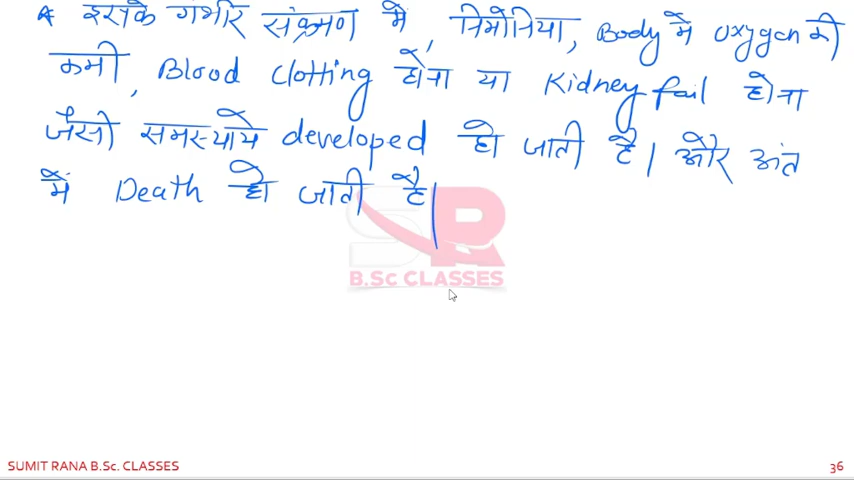 * इसके गंभीर संक्रमण में, निमोनिया, Body में oxygen की
कमी, Blood clotting होना या Kidney fail होना
जैसी समस्यायें developed हो जाती है। और अंत
में Death हो जाती है।
SR
B.Sc CLASSES
SUMIT RANA B.Sc. CLASSES 36